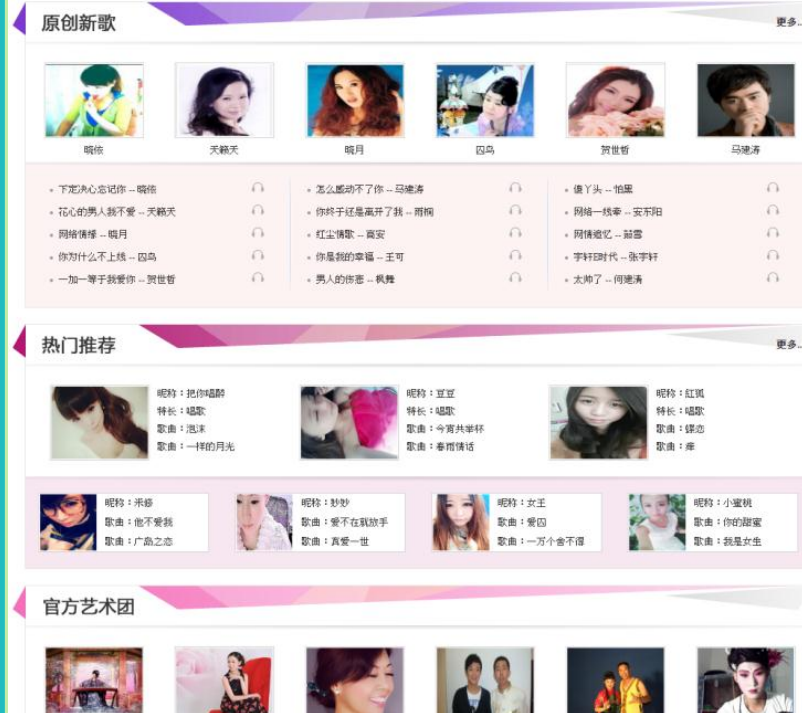 原创新歌
更多..
晓依
天籁天
晓月
囚鸟
贺世哲
马建涛
下定决心忘记你 -- 晓依
怎么感动不了你 -- 马建涛
傻丫头 -- 怕黑
花心的男人我不爱 -- 天籁天
你终于还是离开了我 -- 雨桐
网络一线牵 -- 安东阳
网络情缘 -- 晓月
红尘情歌 -- 高安
网情追忆 -- 茹雪
你为什么不上线 -- 囚鸟
你是我的幸福 -- 王可
宇轩E时代 -- 张宇轩
一加一等于我爱你 -- 贺世哲
男人的伤悲 -- 枫舞
太帅了 -- 何建清
热门推荐
更多..
昵称：把你唱醉
特长：唱歌
歌曲：泡沫
歌曲：一样的月光
昵称：豆豆
特长：唱歌
歌曲：今宵共举杯
歌曲：春雨情话
昵称：红狐
特长：唱歌
歌曲：蝶恋
歌曲：痒
昵称：米修
歌曲：他不爱我
歌曲：广岛之恋
昵称：妙妙
歌曲：爱不在就放手
歌曲：真爱一世
昵称：女王
歌曲：爱囚
歌曲：一万个舍不得
昵称：小蜜桃
歌曲：你的甜蜜
歌曲：我是女生
官方艺术团